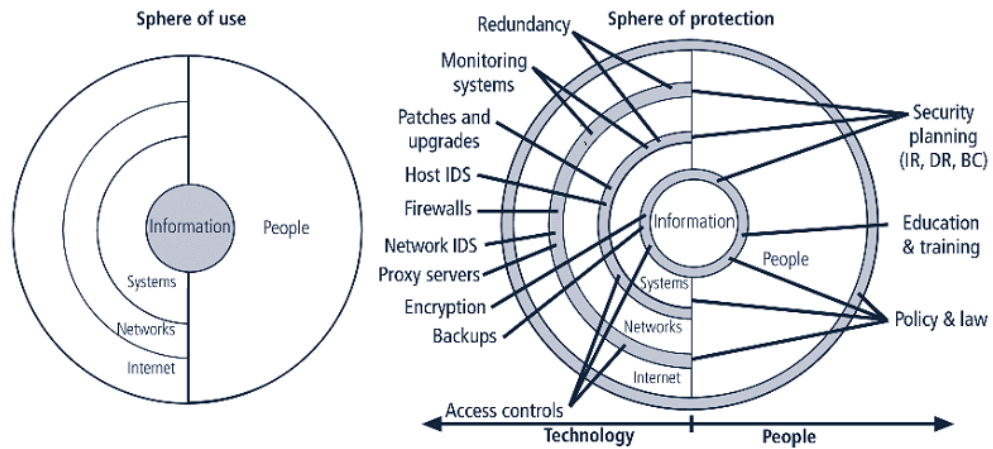 Sphere of use
Information
People
Systems
Networks
Internet
Sphere of protection
Redundancy
Monitoring
systems
Patches and
upgrades
Host IDS
Firewalls
Network IDS
Proxy servers
Encryption
Backups
Access controls
Information
People
Systems
Networks
Internet
Security
planning
(IR, DR, BC)
Education
& training
Policy & law
Technology
People